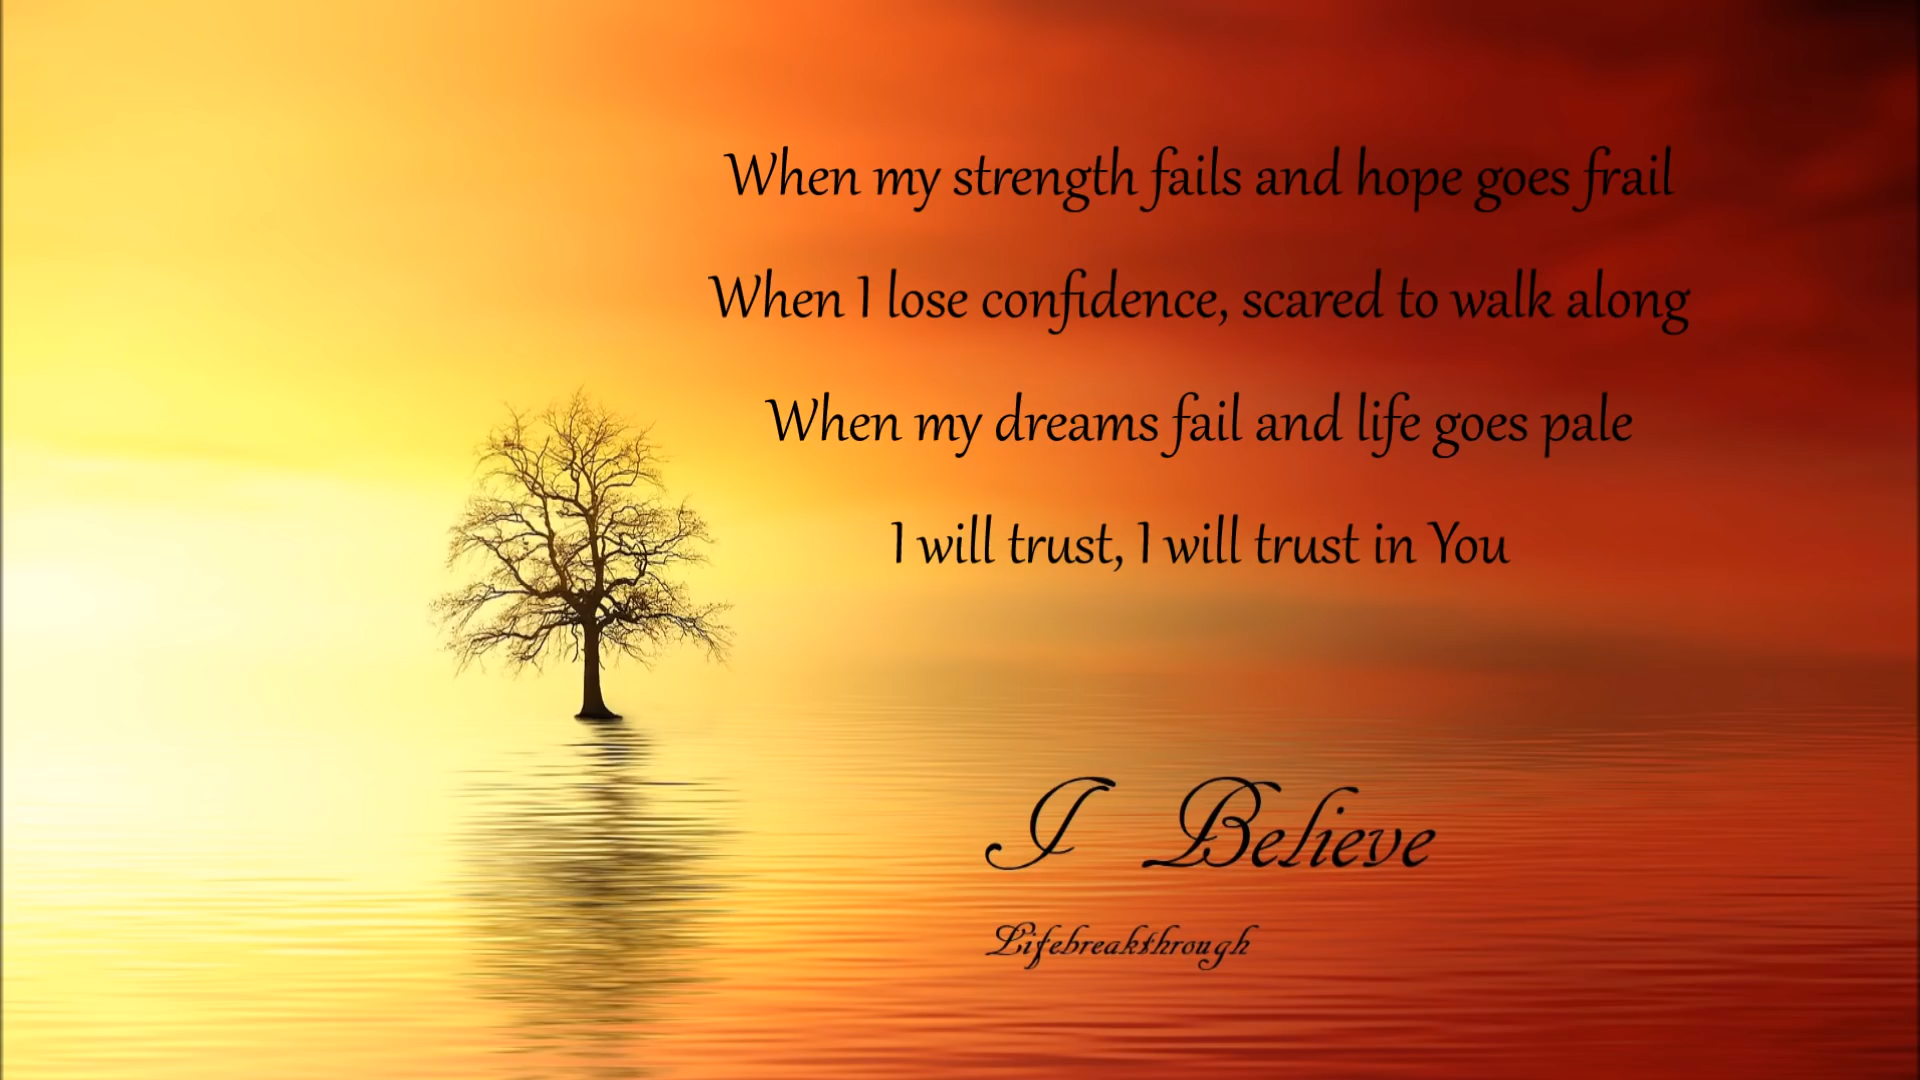 When my strength fails and hope goes frail
When I lose confidence, scared to walk along
When my dreams fail and life goes pale
I will trust, I will trust in You
I Believe
Lifebreakthrough